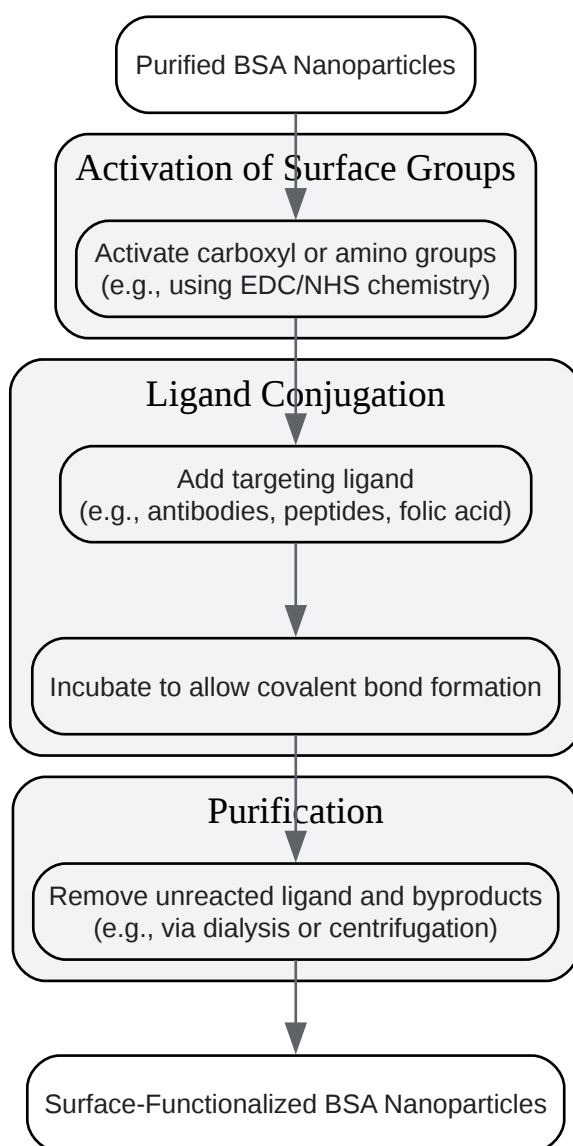 Purified BSA Nanoparticles
Activation of Surface Groups
Activate carboxyl or amino groups
(e.g., using EDC/NHS chemistry)
Ligand Conjugation
Add targeting ligand
(e.g., antibodies, peptides, folic acid)
Incubate to allow covalent bond formation
Purification
Remove unreacted ligand and byproducts
(e.g., via dialysis or centrifugation)
Surface-Functionalized BSA Nanoparticles